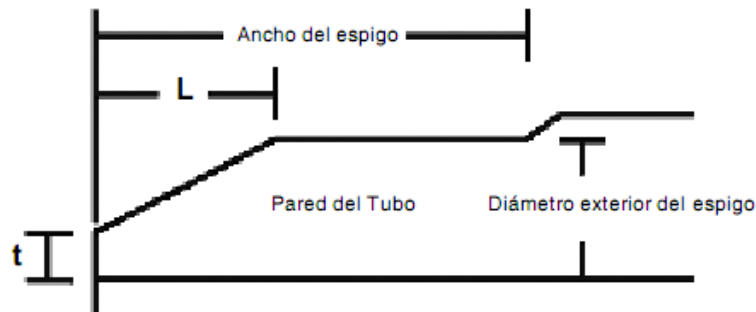 Ancho del espigo
L
Pared del Tubo
Diámetro exterior del espigo
t